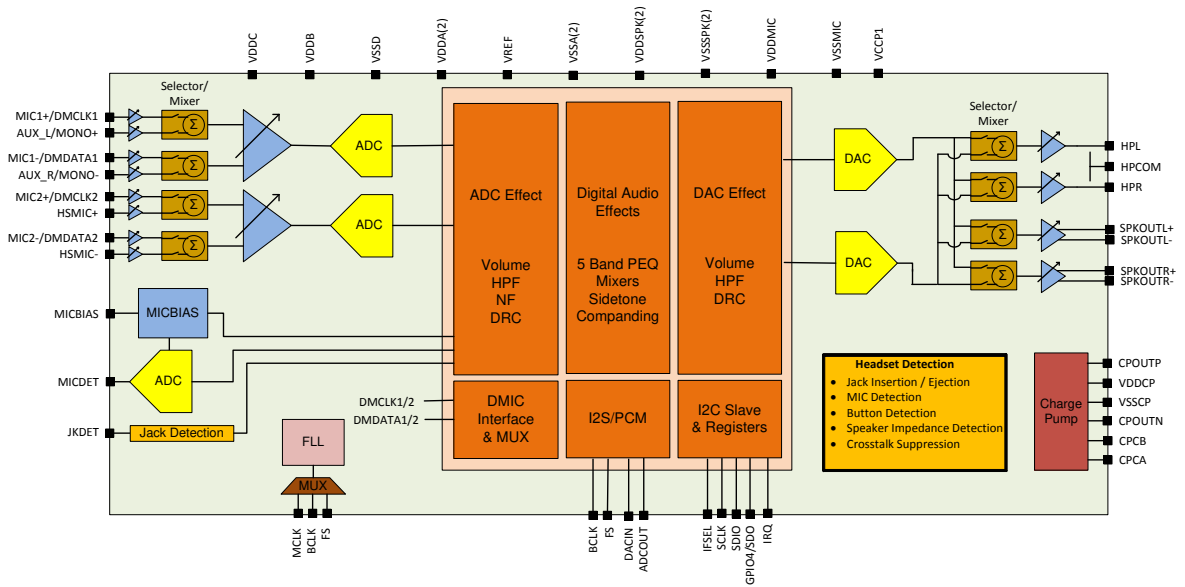 VDDC
VDDB
VSSD
VDDA(2)
VREF
VSSA(2)
VDDSPK(2)
VSSSPK(2)
VDDMIC
VSSMIC
VCCP1
Selector/
Mixer
MIC1+/DMCLK1
AUX_L/MONO+
MIC1-/DMDATA1
AUX_R/MONO-
MIC2+/DMCLK2
HSMIC+
MIC2-/DMDATA2
HSMIC-
Σ
Σ
Σ
Σ
ADC
ADC
ADC Effect
Volume
HPF
NF
DRC
Digital Audio
Effects
5 Band PEQ
Mixers
Sidetone
Companding
DAC Effect
Volume
HPF
DRC
DAC
DAC
Selector/
Mixer
Σ
Σ
Σ
Σ
HPL
HPCOM
HPR
SPKOUTL+
SPKOUTL-
SPKOUTR+
SPKOUTR-
MICBIAS
MICBIAS
MICDET
ADC
JKDET
Jack Detection
DMCLK1/2
DMDATA1/2
DMIC
Interface
& MUX
I2S/PCM
I2C Slave
& Registers
Headset Detection
• Jack Insertion / Ejection
• MIC Detection
• Button Detection
• Speaker Impedance Detection
• Crosstalk Suppression
Charge
Pump
CPOUTP
VDDCP
VSSCP
CPOUTN
CPCB
CPCA
FLL
MUX
MCLK
BCLK
FS
BCLK
FS
DACIN
ADCOUT
IFSEL
SCLK
SDIO
GPIO4/SDO
IRQ